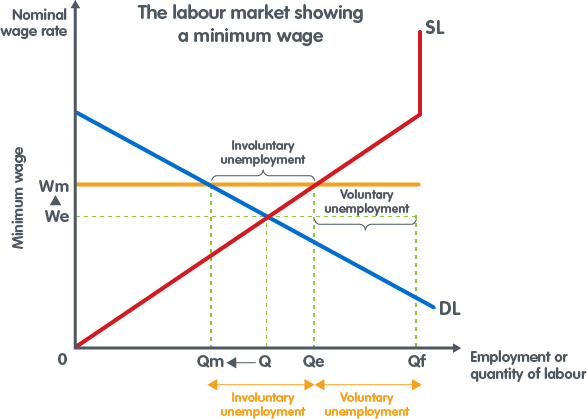 Nominal
wage rate
The labour market showing
a minimum wage
SL
Involuntary
unemployment
Minimum wage
Wm
Voluntary
unemployment
We
DL
0
Qm
Q
Qe
Qf
Employment or
quantity of labour
Involuntary
unemployment
Voluntary
unemployment